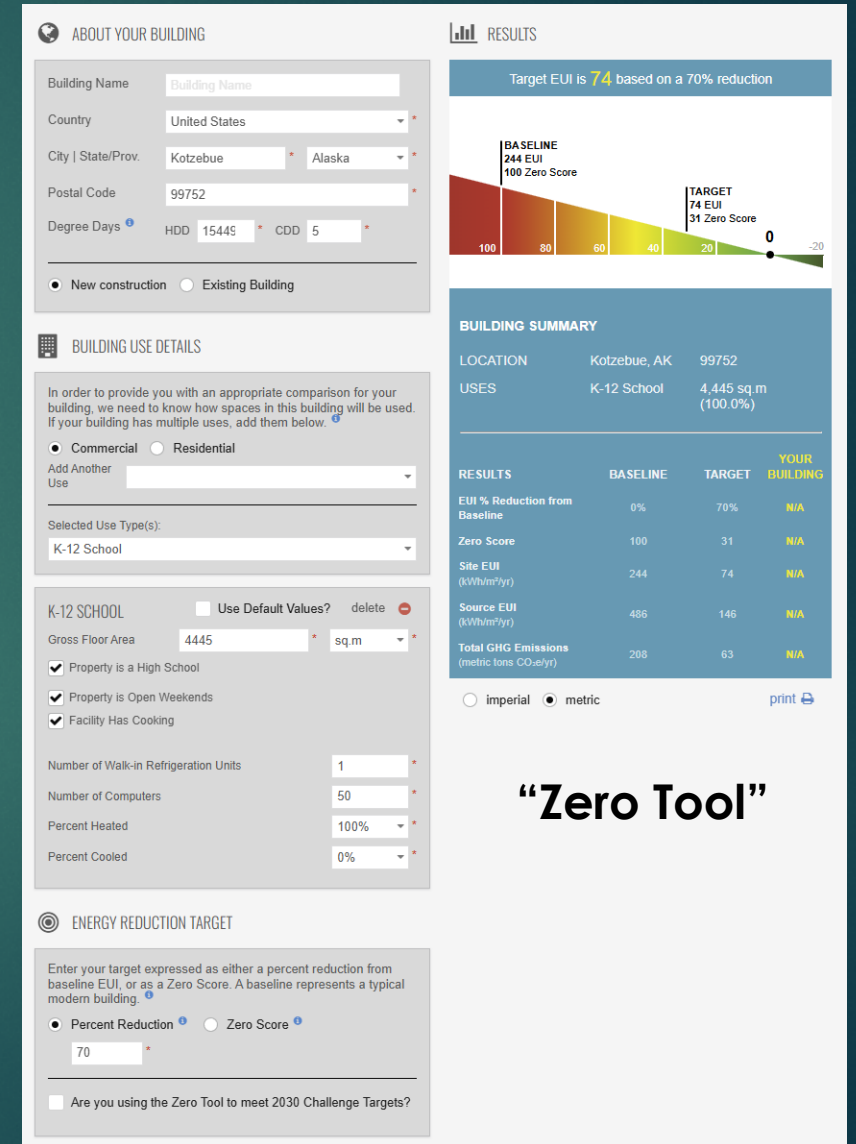 ABOUT YOUR BUILDING
Building Name
Building Name
Country
United States
*
City | State/Prov.
Kotzebue
*
Alaska
*
Postal Code
99752
*
Degree Days
HDD
15449
*
CDD
5
*
New construction
Existing Building
BUILDING USE DETAILS
In order to provide you with an appropriate comparison for your
building, we need to know how spaces in this building will be used.
If your building has multiple uses, add them below.
Commercial
Residential
Add Another
Use
Selected Use Type(s):
K-12 School
K-12 SCHOOL
Use Default Values?
delete
Gross Floor Area
4445
*
sq.m
*
Property is a High School
Property is Open Weekends
Facility Has Cooking
Number of Walk-in Refrigeration Units
1
*
Number of Computers
50
*
Percent Heated
100%
*
Percent Cooled
0%
*
ENERGY REDUCTION TARGET
Enter your target expressed as either a percent reduction from
baseline EUI, or as a Zero Score. A baseline represents a typical
modern building.
Percent Reduction
Zero Score
70
*
Are you using the Zero Tool to meet 2030 Challenge Targets?
RESULTS
Target EUI is 74 based on a 70% reduction
BASELINE
244 EUI
100 Zero Score
TARGET
74 EUI
31 Zero Score
100 80 60 40 20 0 -20
BUILDING SUMMARY
LOCATION Kotzebue, AK 99752
USES K-12 School 4,445 sq.m
(100.0%)
YOUR
RESULTS BASELINE TARGET BUILDING
EUI % Reduction from
Baseline
0% 70% N/A
Zero Score 100 31 N/A
Site EUI
(kWh/m²/yr)
244 74 N/A
Source EUI
(kWh/m²/yr)
486 146 N/A
Total GHG Emissions
(metric tons CO₂e/yr)
208 63 N/A
imperial
metric
print
“Zero Tool”